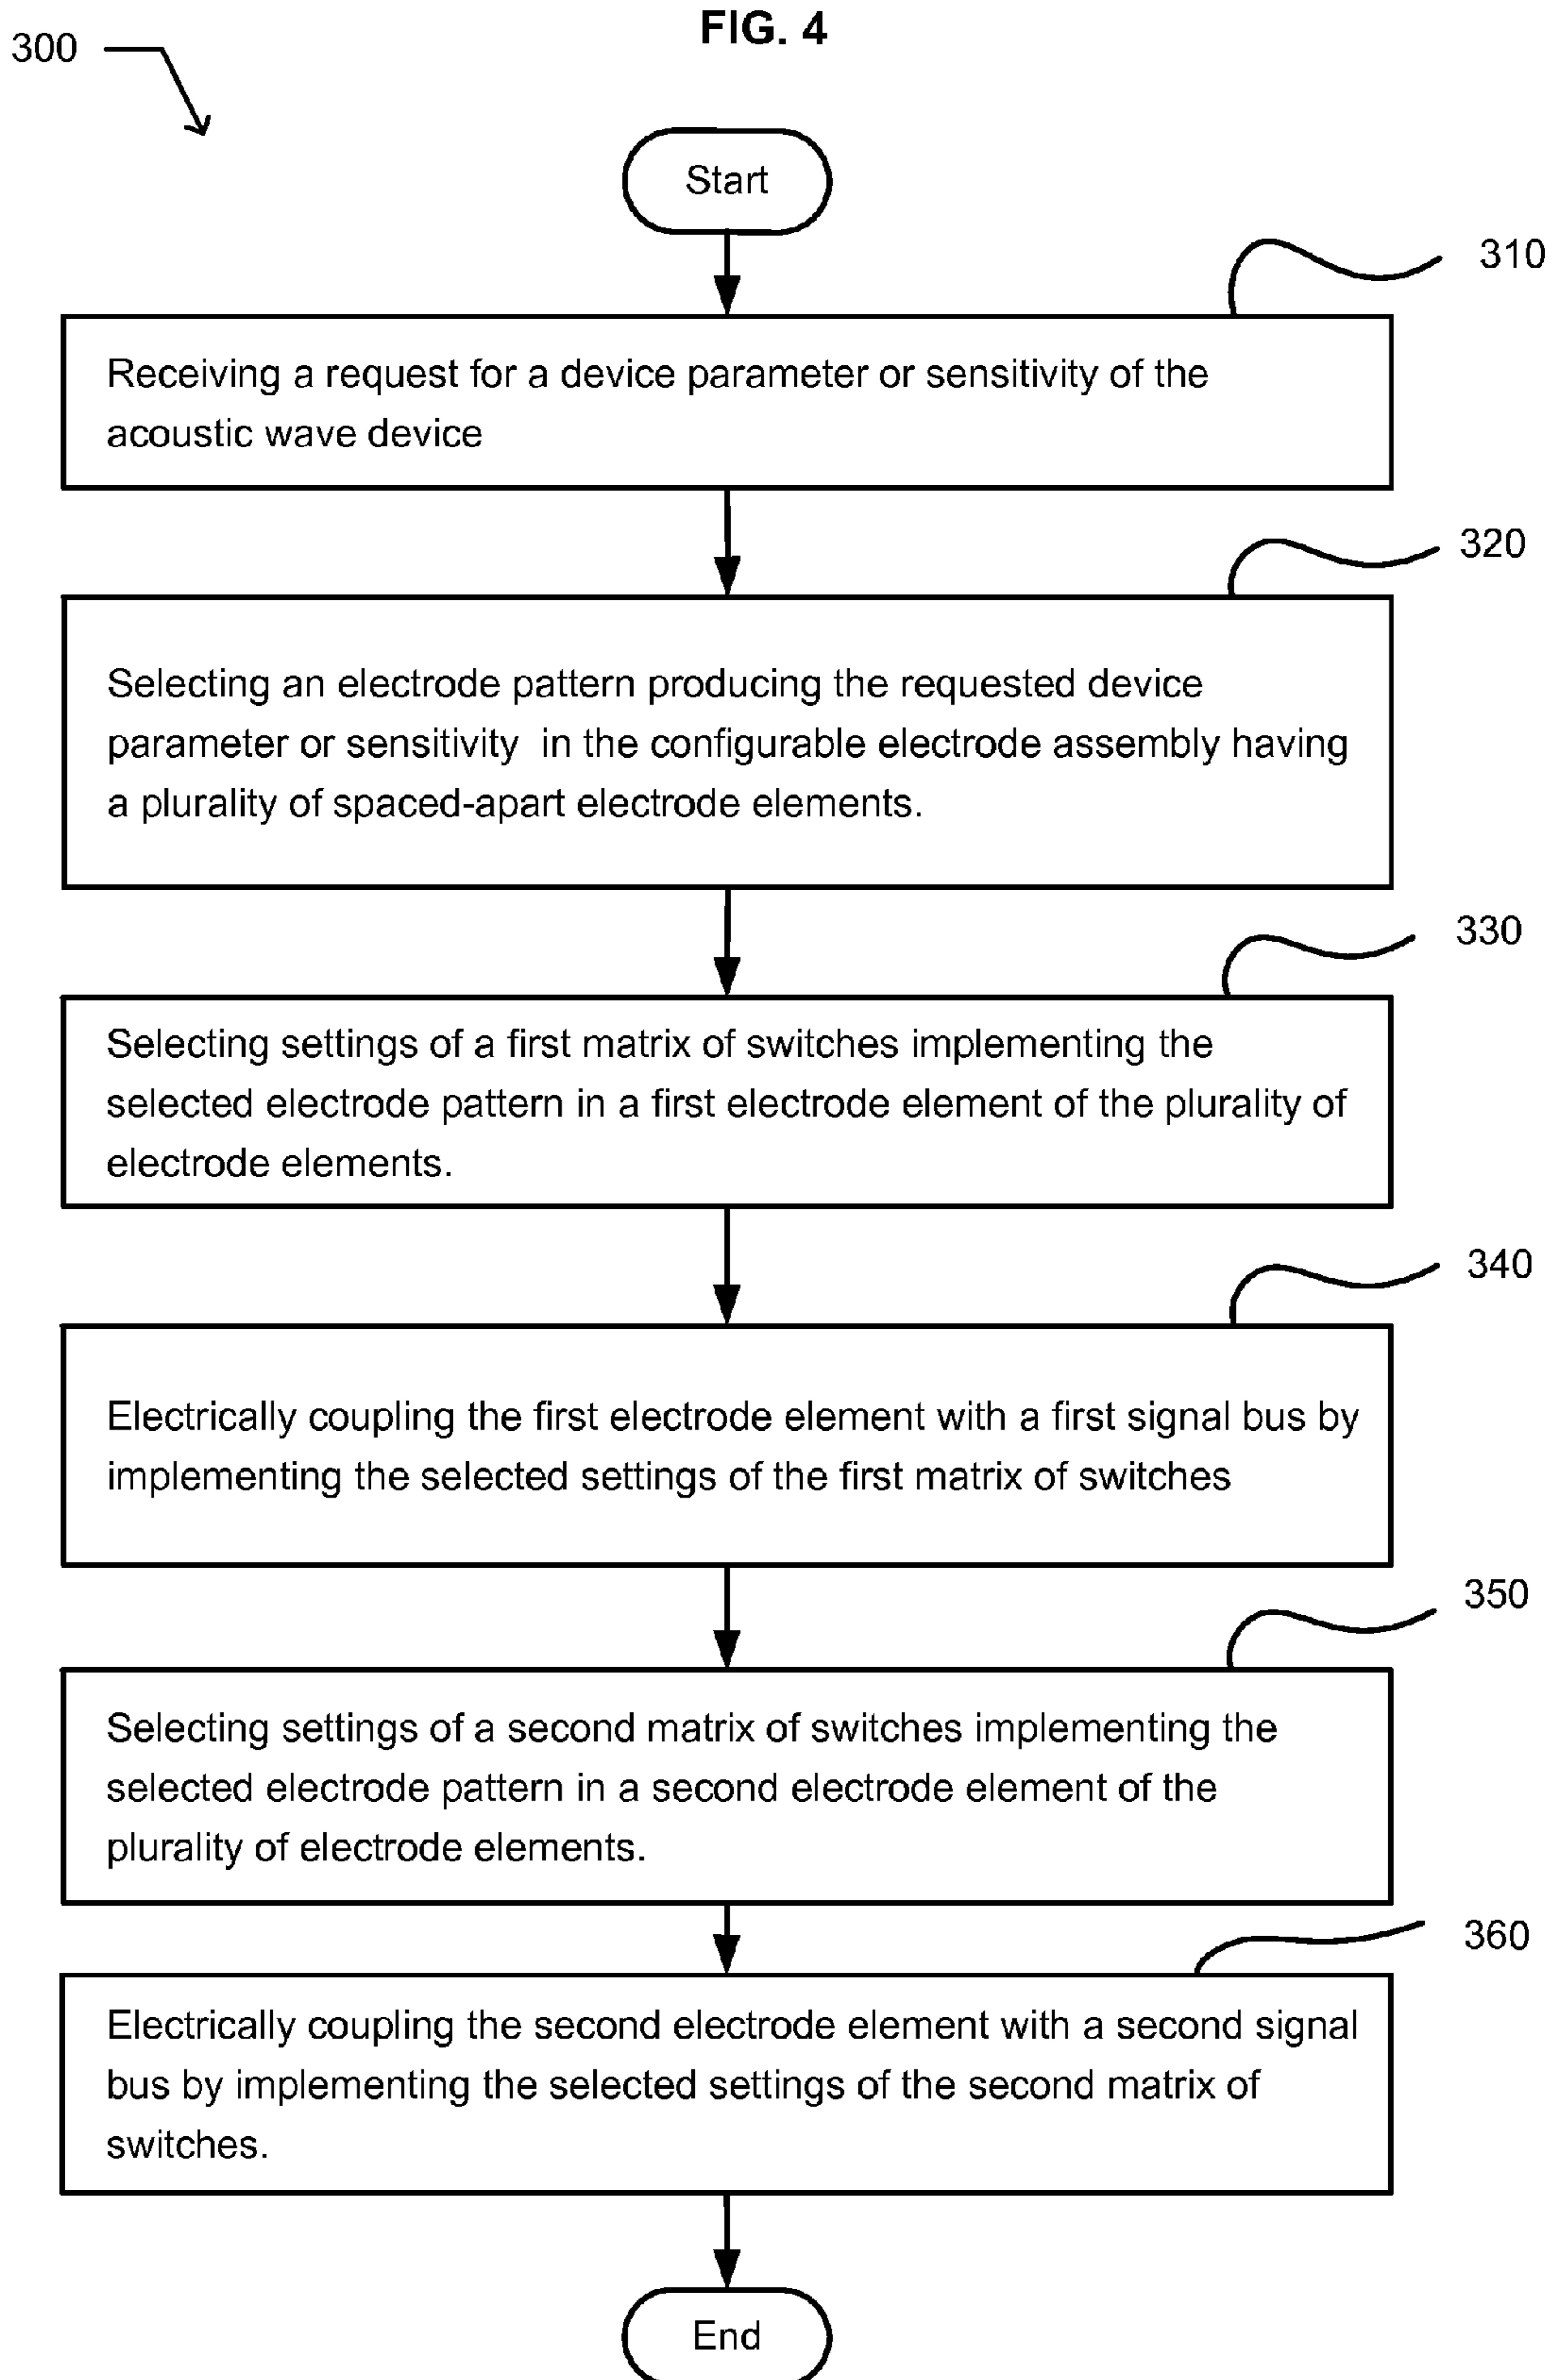 FIG. 4
300
Start
310
Receiving a request for a device parameter or sensitivity of the
acoustic wave device
320
Selecting an electrode pattern producing the requested device
parameter or sensitivity in the configurable electrode assembly having
a plurality of spaced-apart electrode elements.
330
Selecting settings of a first matrix of switches implementing the
selected electrode pattern in a first electrode element of the plurality of
electrode elements.
340
Electrically coupling the first electrode element with a first signal bus by
implementing the selected settings of the first matrix of switches
350
Selecting settings of a second matrix of switches implementing the
selected electrode pattern in a second electrode element of the
plurality of electrode elements.
360
Electrically coupling the second electrode element with a second signal
bus by implementing the selected settings of the second matrix of
switches.
End